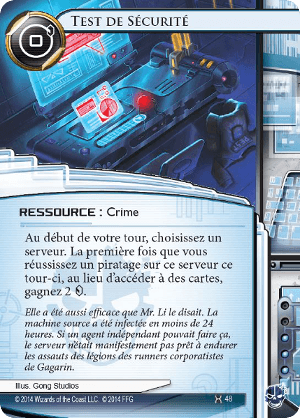 0
Test de Sécurité
RESSOURCE : Crime
Au début de votre tour, choisissez un
serveur. La première fois que vous
réussissez un piratage sur ce serveur ce
tour-ci, au lieu d'accéder à des cartes,
gagnez 2
Elle a été aussi efficace que Mr. Li le disait. La
machine source a été infectée en moins de 24
heures. Si un agent indépendant pouvait faire ça,
le serveur n'était manifestement pas prêt à endurer
les assauts des légions des runners corporatistes
de Gagarin.
Illus. Gong Studios
© 2014 Wizards of the Coast LLC. © 2014 FFG
48